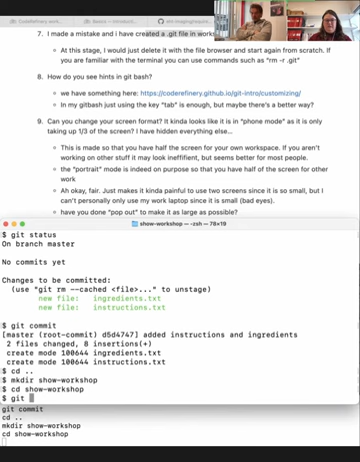 7. I made a mistake and I have created a .git file in works
At this stage, I would just delete it with the file browser and start again from scratch. If you are familiar with the terminal you can use commands such as "rm -r .git"
8. How do you see hints in git bash?
we have something here: https://coderefinery.github.io/git-intro/customizing/
In my gitbash just using the key "tab" is enough, but maybe there's a better way?
9. Can you change your screen format? It kinda looks like it is in "phone mode" as it is only
taking up 1/3 of the screen? I have hidden everything else...
This is made so that you have half the screen for your own workspace. If you aren't
working on other stuff it may look ineffifient, but seems better for most people.
the "portrait" mode is indeed on purpose so that you have half of the screen for other
work
Ah okay, fair. Just makes it kinda painful to use two screens since it is so small, but I
can't personally only use my work laptop since it is small (bad eyes).
have you done "pop out" to make it as large as possible?
show-workshop — -zsh — 78×19
$ git status
On branch master
No commits yet
Changes to be committed:
(use "git rm --cached <file>..." to unstage)
new file: ingredients.txt
new file: instructions.txt
$ git commit
[master (root-commit) d5d4747] added instructions and ingredients
2 files changed, 8 insertions(+)
create mode 100644 ingredients.txt
create mode 100644 instructions.txt
$ cd ..
$ mkdir show-workshop
$ cd show-workshop
$ git
git commit
cd ..
mkdir show-workshop
cd show-workshop